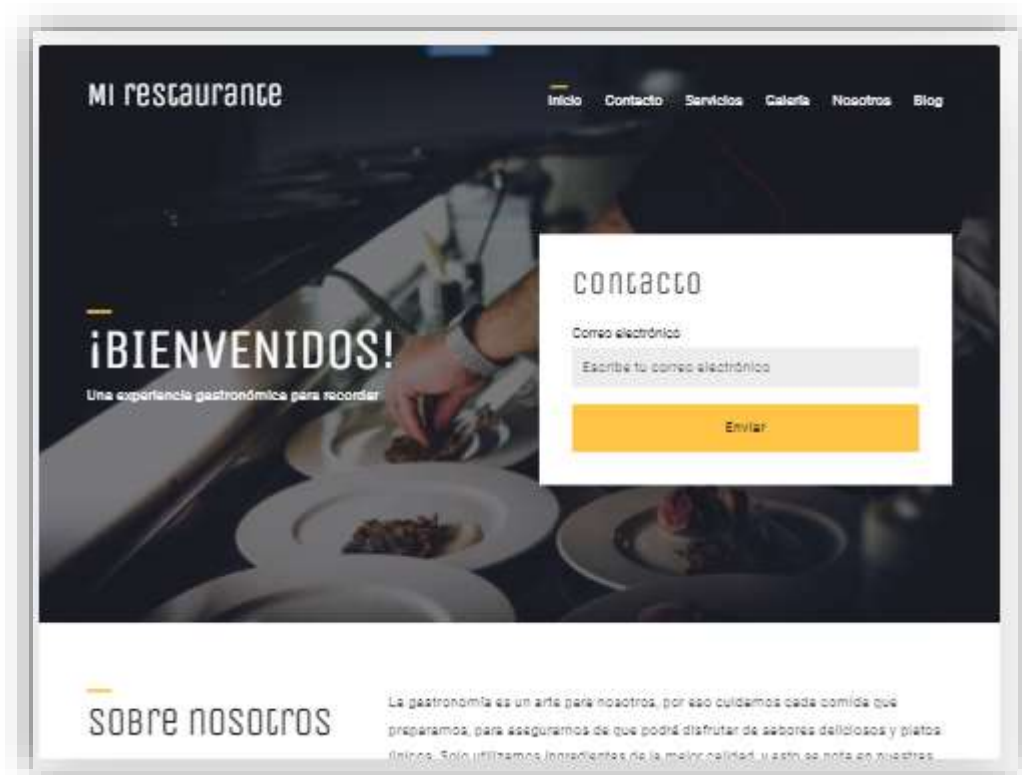 Mi restaurante
Inicio Contacto Servicios Galería Nosotros Blog
contacto
Correo electrónico
Escribe tu correo electrónico
Enviar
¡BIENVENIDOS!
Una experiencia gastronómica para recordar
sobre nosotros
La gastronomía es un arte para nosotros, por eso cuidamos cada comida que
preparamos, para asegurarnos de que podrá disfrutar de sabores deliciosos y platos
únicos. Solo utilizamos ingredientes de la mejor calidad, y esto se nota en nuestras